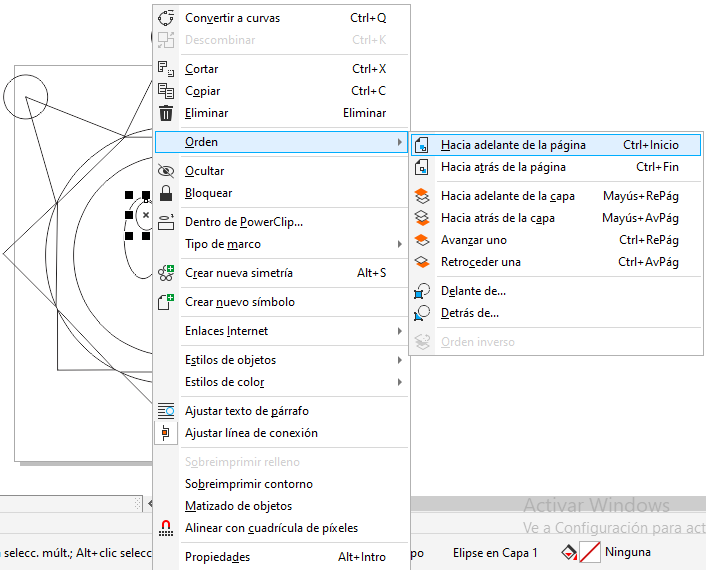 Convertir a curvas Ctrl+Q
Descombinar Ctrl+K
Cortar Ctrl+X
Copiar Ctrl+C
Eliminar Eliminar
Orden
Ocultar
Bloquear
Dentro de PowerClip...
Tipo de marco
Crear nueva simetría Alt+S
Crear nuevo símbolo
Enlaces Internet
Estilos de objetos
Estilos de color
Ajustar texto de párrafo
Ajustar línea de conexión
Sobreimprimir relleno
Sobreimprimir contorno
Matizado de objetos
Alinear con cuadrícula de píxeles
Propiedades Alt+Intro
Hacia adelante de la página Ctrl+Inicio
Hacia atrás de la página Ctrl+Fin
Hacia adelante de la capa Mayús+RePág
Hacia atrás de la capa Mayús+AvPág
Avanzar uno Ctrl+RePág
Retroceder una Ctrl+AvPág
Delante de...
Detrás de...
Orden inverso
Activar Windows
Ve a Configuración para act
selecc. múlt.; Alt+clic selecc
po Elipse en Capa 1 Ninguna